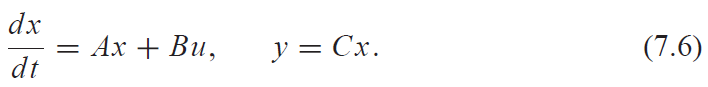 dx/dt = Ax + Bu, y = Cx. (7.6)